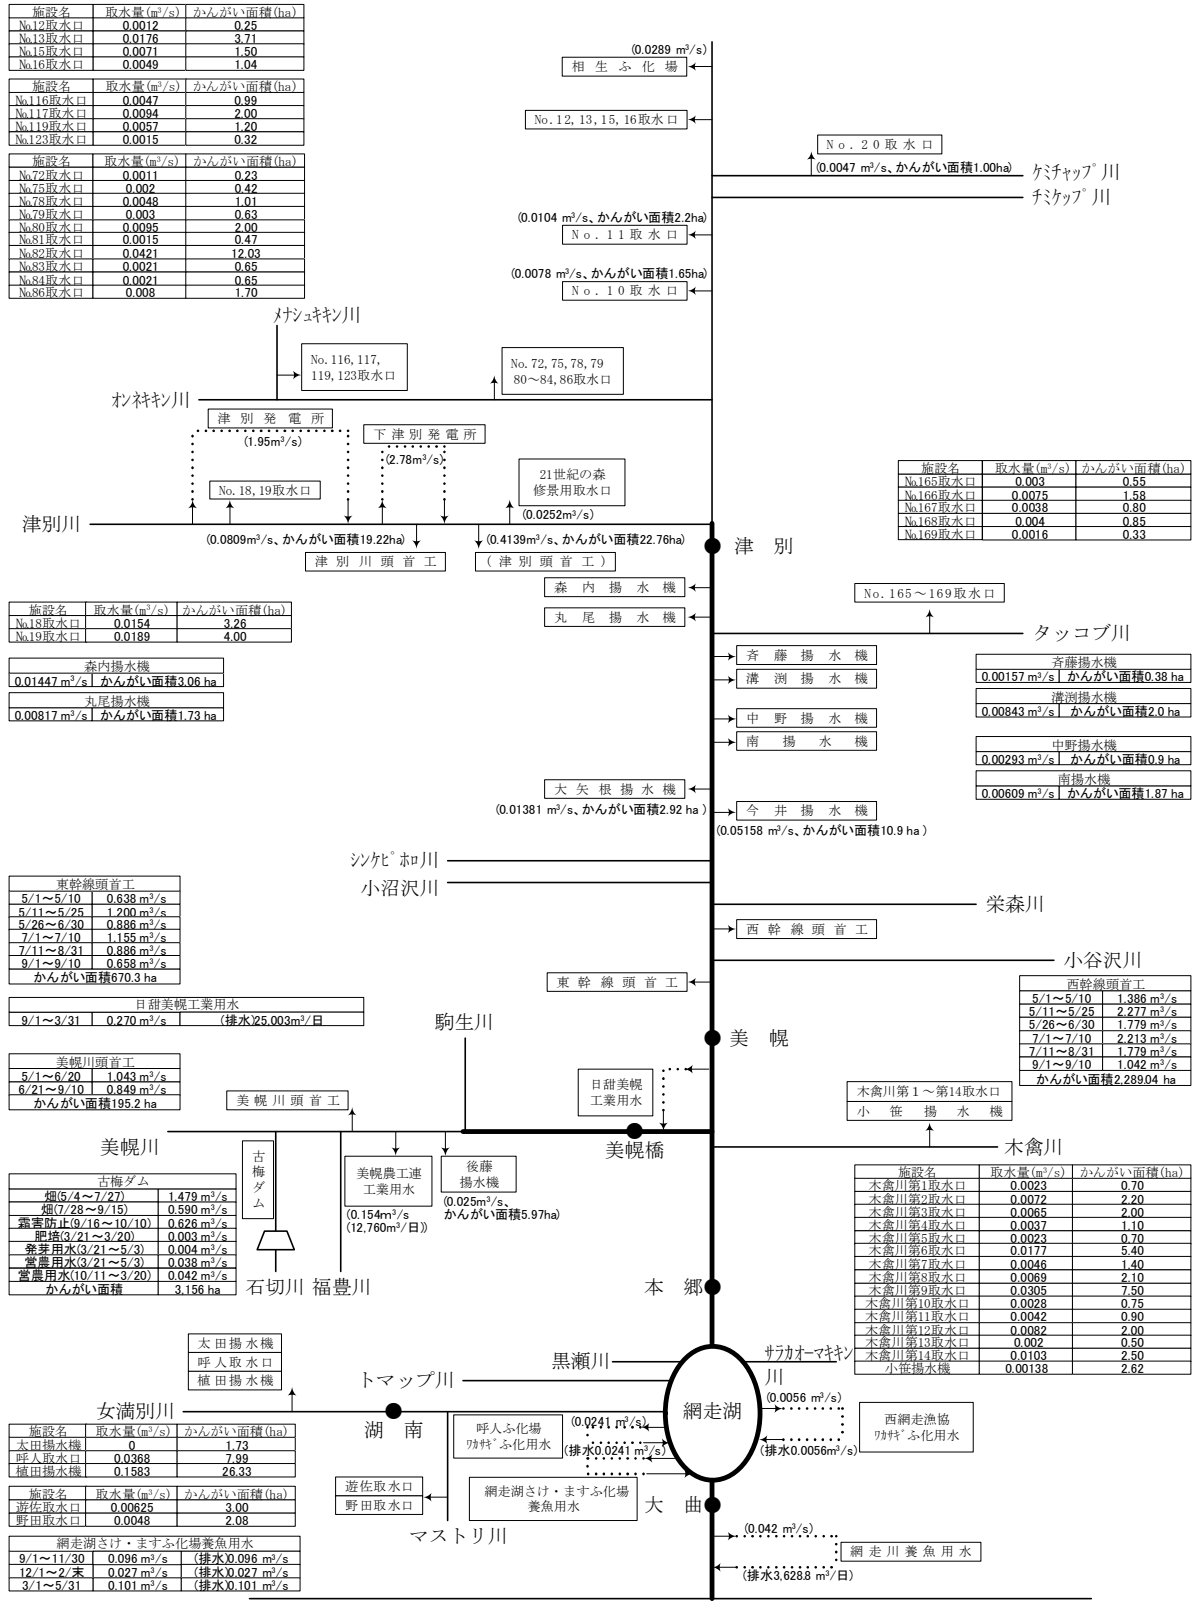 施設名 取水量(m³/s) かんがい面積(ha)
No.12取水口 0.0012 0.25
No.13取水口 0.0176 3.71
No.15取水口 0.0071 1.50
No.16取水口 0.0049 1.04
施設名 取水量(m³/s) かんがい面積(ha)
No.116取水口 0.0047 0.99
No.117取水口 0.0094 2.00
No.119取水口 0.0057 1.20
No.123取水口 0.0015 0.32
施設名 取水量(m³/s) かんがい面積(ha)
No.72取水口 0.0011 0.23
No.75取水口 0.002 0.42
No.78取水口 0.0048 1.01
No.79取水口 0.003 0.63
No.80取水口 0.0095 2.00
No.81取水口 0.0015 0.47
No.82取水口 0.0421 12.03
No.83取水口 0.0021 0.65
No.84取水口 0.0021 0.65
No.86取水口 0.008 1.70
(0.0289 m³/s)
相生ふ化場
No.12,13,15,16取水口
No.20取水口
(0.0047 m³/s、かんがい面積1.00ha)
ケミチャップ川
チミケップ川
(0.0104 m³/s、かんがい面積2.2ha)
No.11取水口
(0.0078 m³/s、かんがい面積1.65ha)
No.10取水口
メナシュキキン川
No.116,117,
119,123取水口
No.72,75,78,79
80～84,86取水口
オンネキキン川
津別発電所
(1.95m³/s)
下津別発電所
(2.78m³/s)
No.18,19取水口
21世紀の森
修景用取水口
(0.0252m³/s)
津別川
(0.0809m³/s、かんがい面積19.22ha)
津別川頭首工
(0.4139m³/s、かんがい面積22.76ha)
(津別頭首工)
津別
施設名 取水量(m³/s) かんがい面積(ha)
No.165取水口 0.003 0.55
No.166取水口 0.0075 1.58
No.167取水口 0.0038 0.80
No.168取水口 0.004 0.85
No.169取水口 0.0016 0.33
森内揚水機
丸尾揚水機
No.165～169取水口
タッコブ川
施設名 取水量(m³/s) かんがい面積(ha)
No.18取水口 0.0154 3.26
No.19取水口 0.0189 4.00
森内揚水機
0.01447 m³/s かんがい面積3.06 ha
丸尾揚水機
0.00817 m³/s かんがい面積1.73 ha
斉藤揚水機
溝渕揚水機
中野揚水機
南揚水機
斉藤揚水機
0.00157 m³/s かんがい面積0.38 ha
溝渕揚水機
0.00843 m³/s かんがい面積2.0 ha
中野揚水機
0.00293 m³/s かんがい面積0.9 ha
南揚水機
0.00609 m³/s かんがい面積1.87 ha
大矢根揚水機
(0.01381 m³/s、かんがい面積2.92 ha )
今井揚水機
(0.05158 m³/s、かんがい面積10.9 ha )
シンケピホロ川
小沼沢川
栄森川
西幹線頭首工
小谷沢川
東幹線頭首工
東幹線頭首工
5/1～5/10 0.638 m³/s
5/11～5/25 1.200 m³/s
5/26～6/30 0.886 m³/s
7/1～7/10 1.155 m³/s
7/11～8/31 0.886 m³/s
9/1～9/10 0.658 m³/s
かんがい面積670.3 ha
日甜美幌工業用水
9/1～3/31 0.270 m³/s (排水)25,003m³/日
西幹線頭首工
5/1～5/10 1.386 m³/s
5/11～5/25 2.277 m³/s
5/26～6/30 1.779 m³/s
7/1～7/10 2.213 m³/s
7/11～8/31 1.779 m³/s
9/1～9/10 1.042 m³/s
かんがい面積2,289.04 ha
駒生川
美幌
美幌川頭首工
5/1～6/20 1.043 m³/s
6/21～9/10 0.849 m³/s
かんがい面積195.2 ha
美幌川頭首工
日甜美幌
工業用水
木禽川第1～第14取水口
小笹揚水機
美幌川
美幌橋
木禽川
古梅ダム
美幌農工連
工業用水
(0.154m³/s
(12,760m³/日))
後藤
揚水機
(0.025m³/s、
かんがい面積5.97ha)
石切川
福豊川
古梅ダム
畑(5/4～7/27) 1.479 m³/s
畑(7/28～9/15) 0.590 m³/s
霜害防止(9/16～10/10) 0.626 m³/s
肥培(3/21～3/20) 0.003 m³/s
発芽用水(3/21～5/3) 0.004 m³/s
営農用水(3/21～5/3) 0.038 m³/s
営農用水(10/11～3/20) 0.042 m³/s
かんがい面積 3,156 ha
施設名 取水量(m³/s) かんがい面積(ha)
木禽川第1取水口 0.0023 0.70
木禽川第2取水口 0.0072 2.20
木禽川第3取水口 0.0065 2.00
木禽川第4取水口 0.0037 1.10
木禽川第5取水口 0.0023 0.70
木禽川第6取水口 0.0177 5.40
木禽川第7取水口 0.0046 1.40
木禽川第8取水口 0.0069 2.10
木禽川第9取水口 0.0305 7.50
木禽川第10取水口 0.0028 0.75
木禽川第11取水口 0.0042 0.90
木禽川第12取水口 0.0082 2.00
木禽川第13取水口 0.002 0.50
木禽川第14取水口 0.0103 2.50
小笹揚水機 0.00138 2.62
本郷
太田揚水機
呼人取水口
植田揚水機
黒瀬川
トマップ川
サラカオーマキキン
川
女満別川
湖南
網走湖
(0.0056 m³/s)
西網走漁協
ワカサギふ化用水
(排水0.0056m³/s)
呼人ふ化場
ワカサギふ化用水
(0.0241 m³/s)
(排水0.0241 m³/s)
網走湖さけ・ますふ化場
養魚用水
施設名 取水量(m³/s) かんがい面積(ha)
太田揚水機 0 1.73
呼人取水口 0.0368 7.99
植田揚水機 0.1583 26.33
施設名 取水量(m³/s) かんがい面積(ha)
遊佐取水口 0.00625 3.00
野田取水口 0.0048 2.08
遊佐取水口
野田取水口
マストリ川
大曲
網走湖さけ・ますふ化場養魚用水
9/1～11/30 0.096 m³/s (排水)0.096 m³/s
12/1～2/末 0.027 m³/s (排水)0.027 m³/s
3/1～5/31 0.101 m³/s (排水)0.101 m³/s
(0.042 m³/s)
網走川養魚用水
(排水3,628.8 m³/日)